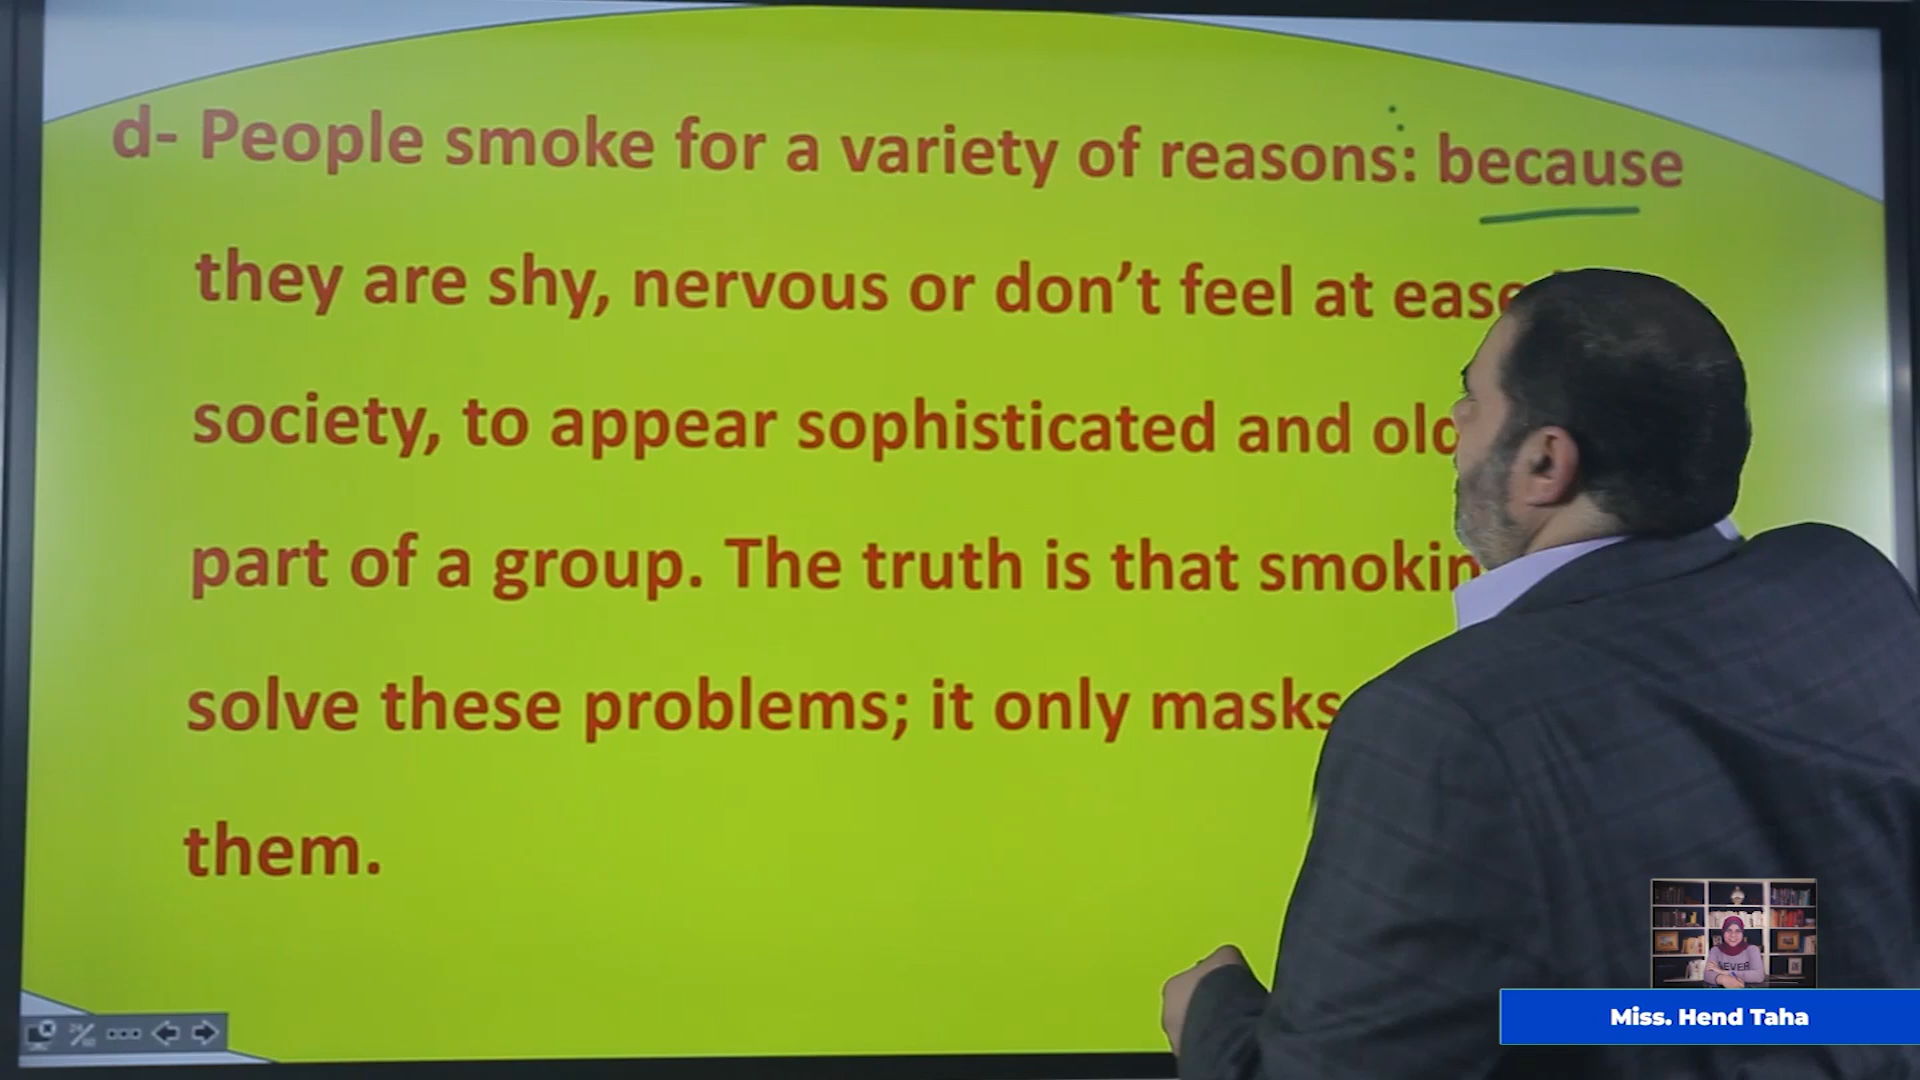 d- People smoke for a variety of reasons: because
they are shy, nervous or don’t feel at ease
society, to appear sophisticated and
part of a group. The truth is that
solve these problems; it only masks
them.
NEVER
Miss. Hend Taha